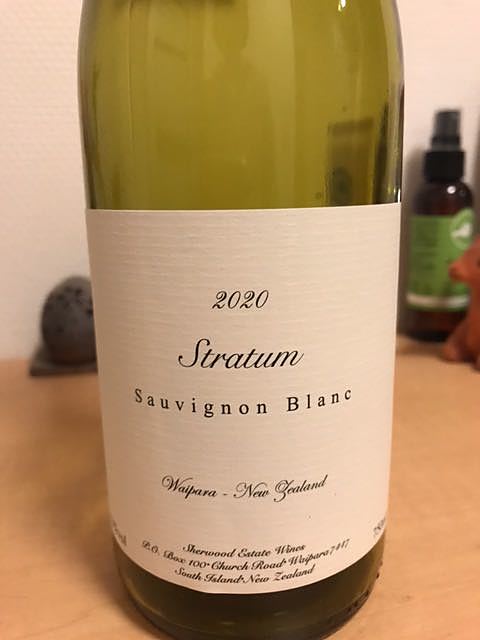 2020
Stratum
Sauvignon Blanc
Waipara - New Zealand
Sherwood Estate Wines
P.O. Box 100·Church Road·Waipara 7447
South Island·New Zealand